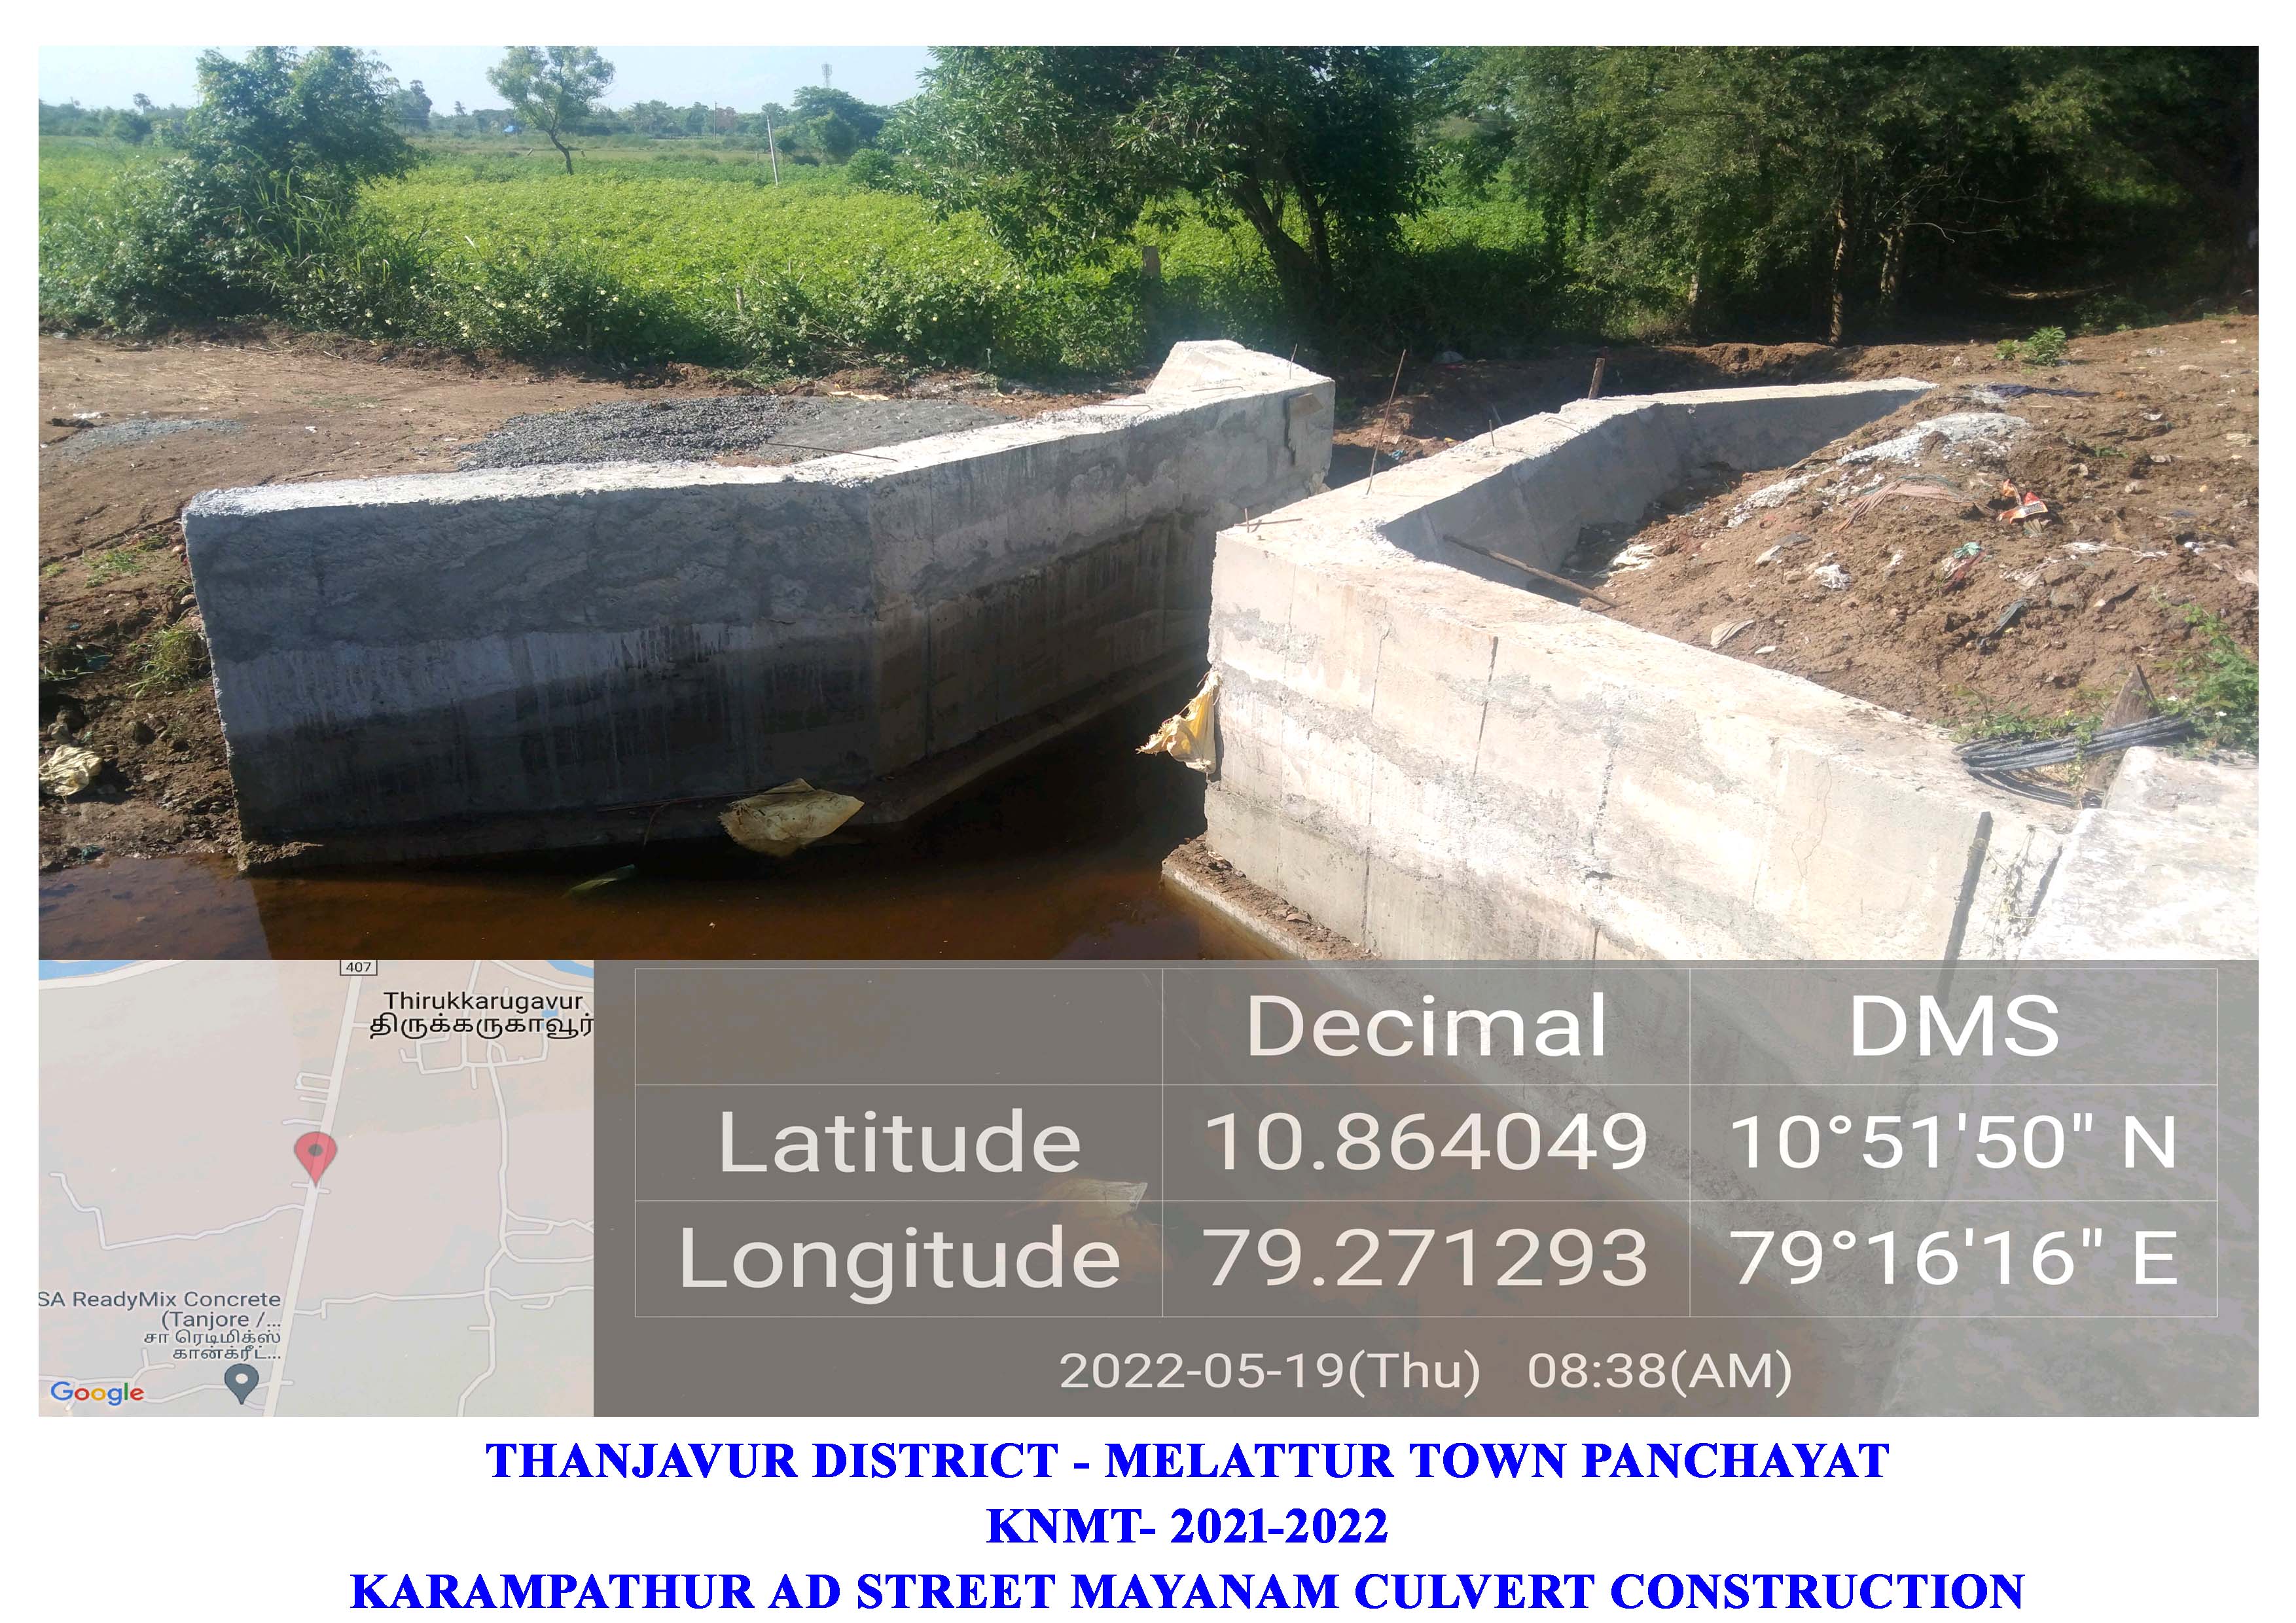 407
Thirukkarugavur
திருக்கருகாவூர்
SA ReadyMix Concrete
(Tanjore /...
சா ரெடிமிக்ஸ்
கான்க்ரீட்...
Google
Decimal DMS
Latitude 10.864049 10°51'50" N
Longitude 79.271293 79°16'16" E
2022-05-19(Thu) 08:38(AM)
THANJAVUR DISTRICT - MELATTUR TOWN PANCHAYAT
KNMT- 2021-2022
KARAMPATHUR AD STREET MAYANAM CULVERT CONSTRUCTION